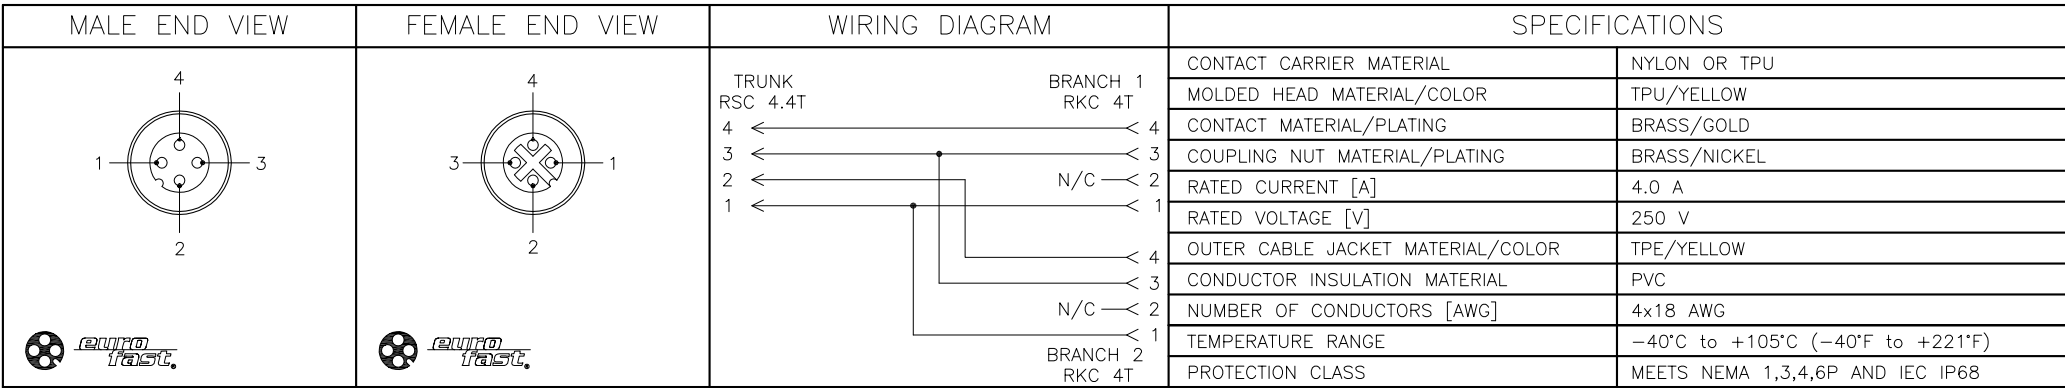 MALE END VIEW
4
1
3
2
euro
fast.
FEMALE END VIEW
4
3
1
2
euro
fast.
WIRING DIAGRAM
TRUNK
RSC 4.4T
BRANCH 1
RKC 4T
4 4
3 3
2 N/C 2
1 1
4
3
N/C 2
1
BRANCH 2
RKC 4T
SPECIFICATIONS
CONTACT CARRIER MATERIAL NYLON OR TPU
MOLDED HEAD MATERIAL/COLOR TPU/YELLOW
CONTACT MATERIAL/PLATING BRASS/GOLD
COUPLING NUT MATERIAL/PLATING BRASS/NICKEL
RATED CURRENT [A] 4.0 A
RATED VOLTAGE [V] 250 V
OUTER CABLE JACKET MATERIAL/COLOR TPE/YELLOW
CONDUCTOR INSULATION MATERIAL PVC
NUMBER OF CONDUCTORS [AWG] 4x18 AWG
TEMPERATURE RANGE −40°C to +105°C (−40°F to +221°F)
PROTECTION CLASS MEETS NEMA 1,3,4,6P AND IEC IP68